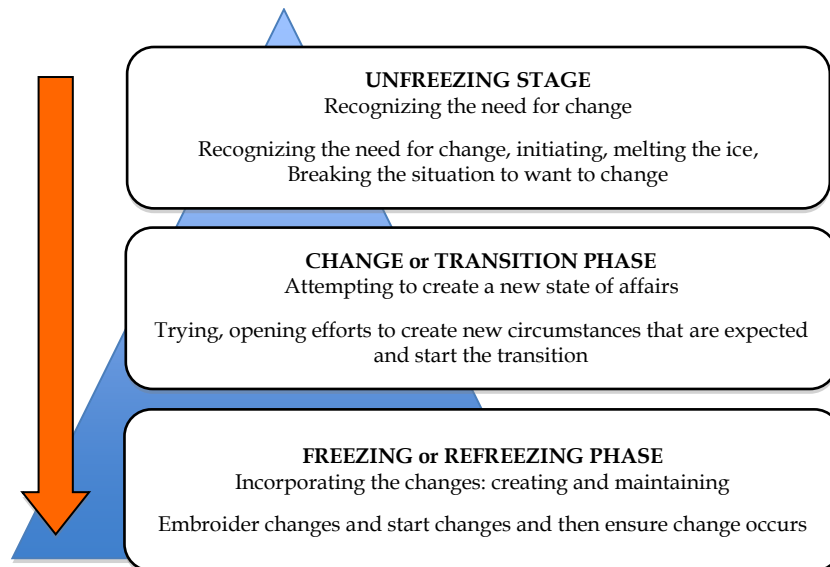 UNFREEZING STAGE
Recognizing the need for change
Recognizing the need for change, initiating, melting the ice,
Breaking the situation to want to change
CHANGE or TRANSITION PHASE
Attempting to create a new state of affairs
Trying, opening efforts to create new circumstances that are expected
and start the transition
FREEZING or REFREEZING PHASE
Incorporating the changes: creating and maintaining
Embroider changes and start changes and then ensure change occurs